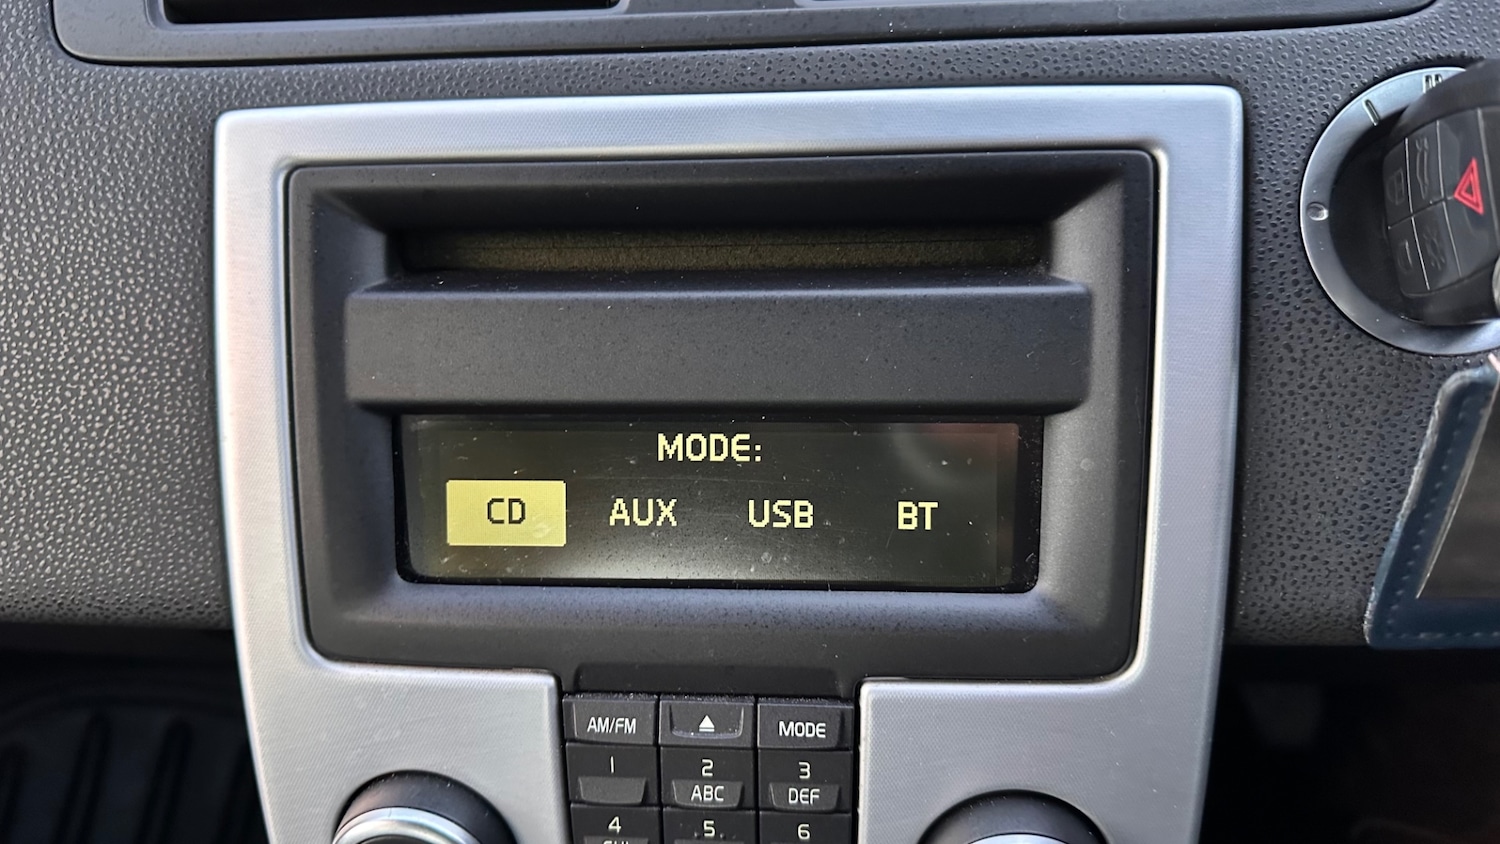 MODE:
CD AUX USB BT
AM/FM MODE
1 2 3
ABC DEF
4 5 6